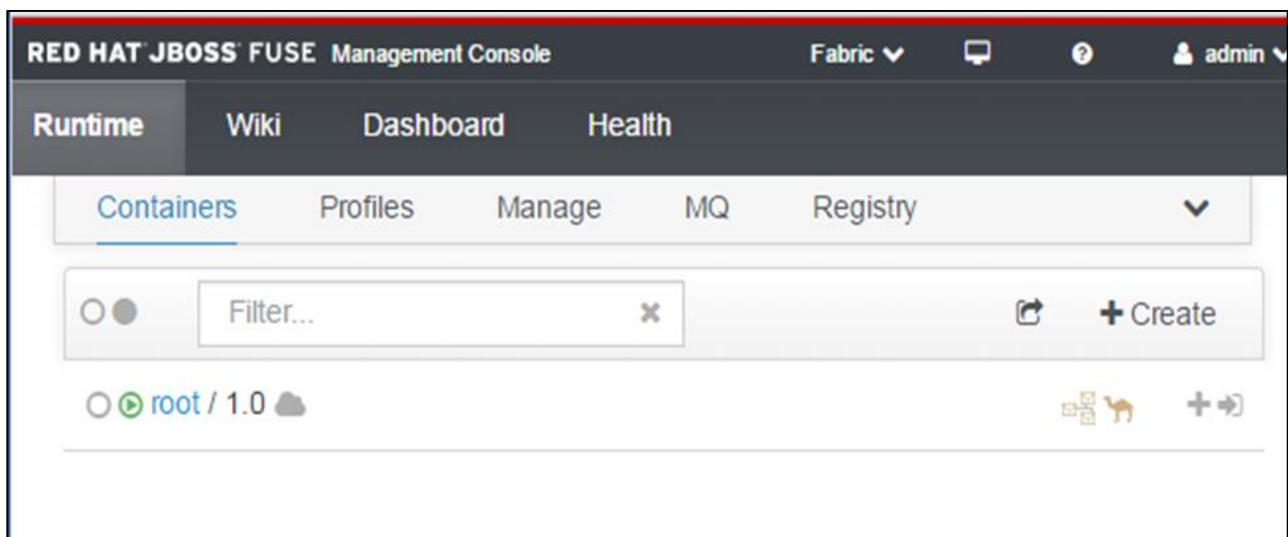 RED HAT JBOSS FUSE Management Console Fabric admin
Runtime Wiki Dashboard Health
Containers Profiles Manage MQ Registry
Filter... Create
root / 1.0